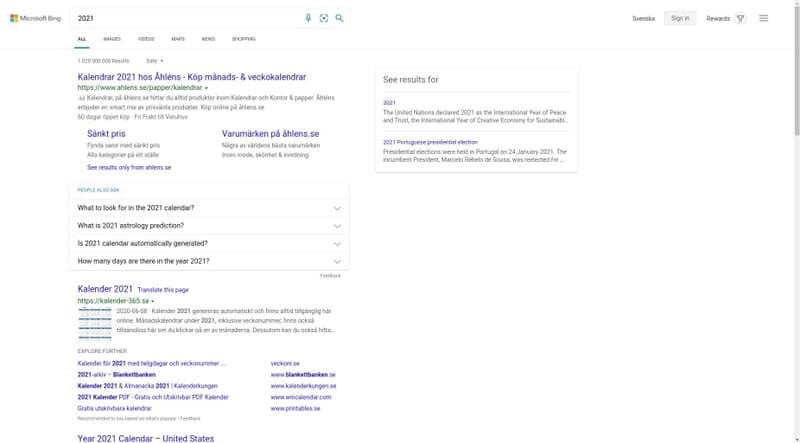 Microsoft Bing
2021
Svenska
Sign in
Rewards
ALL
IMAGES
VIDEOS
MAPS
NEWS
SHOPPING
1 020 000 000 Results
Date
Kalendrar 2021 hos Åhléns - Köp månads- & veckokalendrar
https://www.ahlens.se/papper/kalendrar
Ad Kalendrar, på åhlens.se hittar du alltid produkter inom Kalendrar och Kontor & papper. Åhléns
erbjuder en smart mix av prisvärda produkter. Köp online på åhlens.se
60 dagar öppet köp · Fri Frakt till Varuhus
Sänkt pris
Fynda varor med sänkt pris
Alla kategorier på ett ställe
Varumärken på åhlens.se
Några av världens bästa varumärken
Inom mode, skönhet & inredning
See results only from ahlens.se
PEOPLE ALSO ASK
What to look for in the 2021 calendar?
What is 2021 astrology prediction?
Is 2021 calendar automatically generated?
How many days are there in the year 2021?
Feedback
Kalender 2021
Translate this page
https://kalender-365.se
2020-06-08 · Kalender 2021 genereras automatiskt och finns alltid tillgänglig här
online. Månadskalendrar under 2021, inklusive veckonummer, finns också
tillgängliga här om du klickar på en av månaderna. Dessutom kan du också hitta...
EXPLORE FURTHER
Kalender för 2021 med helgdagar och veckonummer ...
veckonr.se
2021-arkiv – Blankettbanken
www.blankettbanken.se
Kalender 2021 & Almanacka 2021 | Kalenderkungen
www.kalenderkungen.se
2021 Kalender PDF - Gratis och Utskrivbar PDF Kalender
www.wincalendar.com
Gratis utskrivbara kalendrar
www.printables.se
Recommended to you based on what's popular • Feedback
Year 2021 Calendar – United States
See results for
2021
The United Nations declared 2021 as the International Year of Peace
and Trust, the International Year of Creative Economy for Sustainabl...
2021 Portuguese presidential election
Presidential elections were held in Portugal on 24 January 2021. The
incumbent President, Marcelo Rebelo de Sousa, was reelected for ...